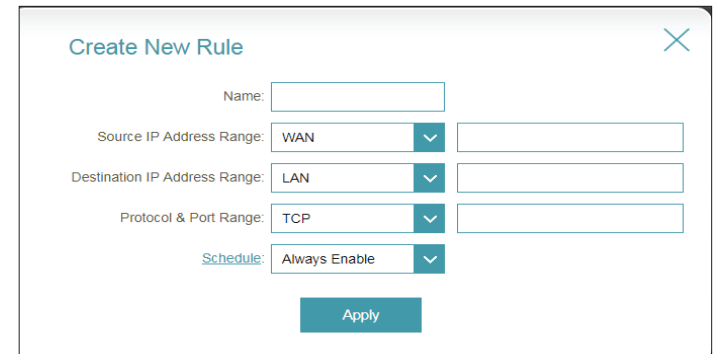 Create New Rule
Name:
Source IP Address Range: WAN
Destination IP Address Range: LAN
Protocol & Port Range: TCP
Schedule: Always Enable
Apply